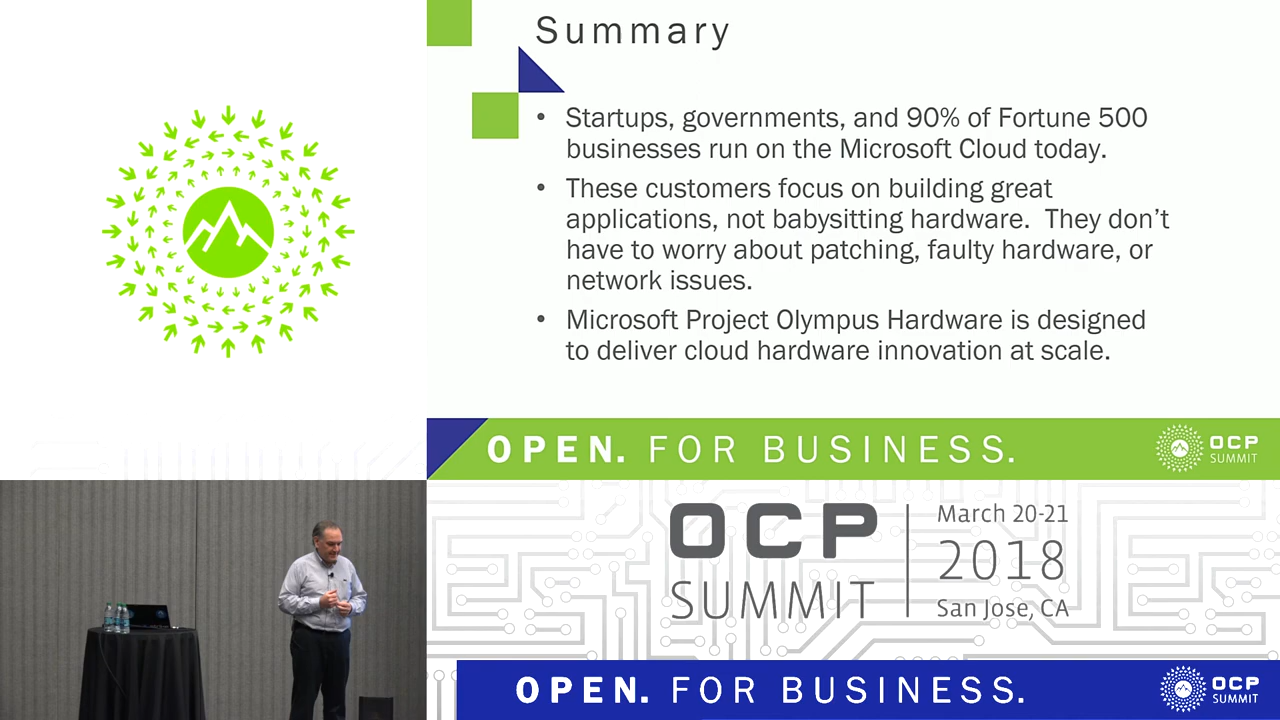 Summary
• Startups, governments, and 90% of Fortune 500
businesses run on the Microsoft Cloud today.
• These customers focus on building great
applications, not babysitting hardware.  They don’t
have to worry about patching, faulty hardware, or
network issues.
• Microsoft Project Olympus Hardware is designed
to deliver cloud hardware innovation at scale.
OPEN. FOR BUSINESS.
OCP
SUMMIT
OCP
SUMMIT
March 20-21
2018
San Jose, CA
OPEN. FOR BUSINESS.
OCP
SUMMIT